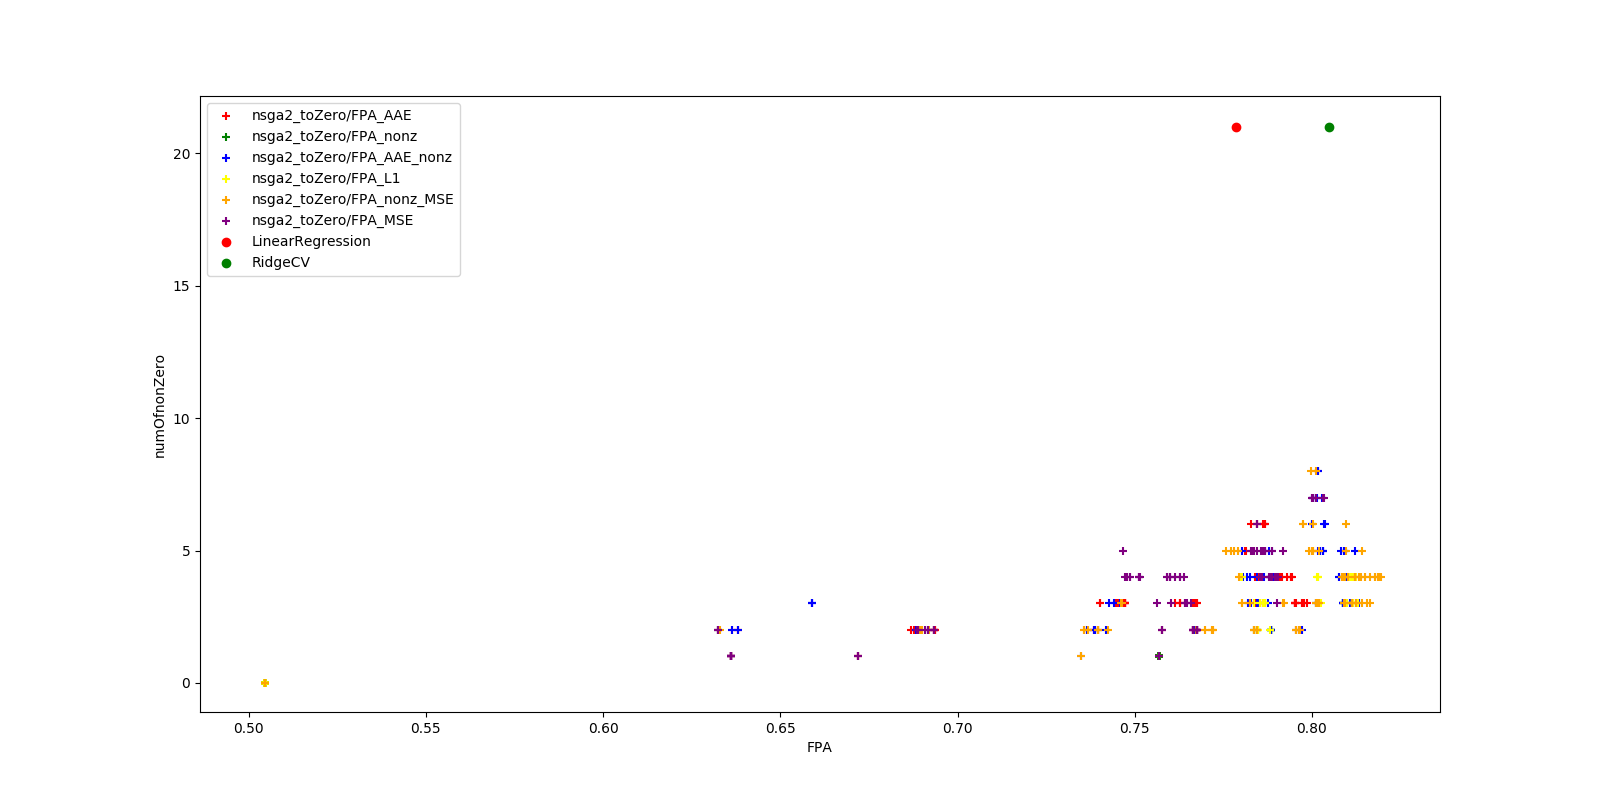 nsga2_toZero/FPA_AAE
nsga2_toZero/FPA_nonz
nsga2_toZero/FPA_AAE_nonz
nsga2_toZero/FPA_L1
nsga2_toZero/FPA_nonz_MSE
nsga2_toZero/FPA_MSE
LinearRegression
RidgeCV
20
15
10
5
0
numOfnonZero
0.50 0.55 0.60 0.65 0.70 0.75 0.80
FPA